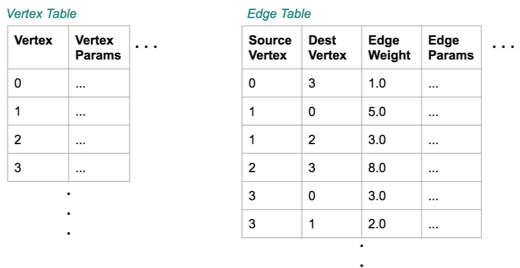 Vertex Table
Vertex Vertex Params ...
0 ...
1 ...
2 ...
3 ...
.
.
.
Edge Table
Source Vertex Dest Vertex Edge Weight Edge Params ...
0 3 1.0 ...
1 0 5.0 ...
1 2 3.0 ...
2 3 8.0 ...
3 0 3.0 ...
3 1 2.0 ...
.
.